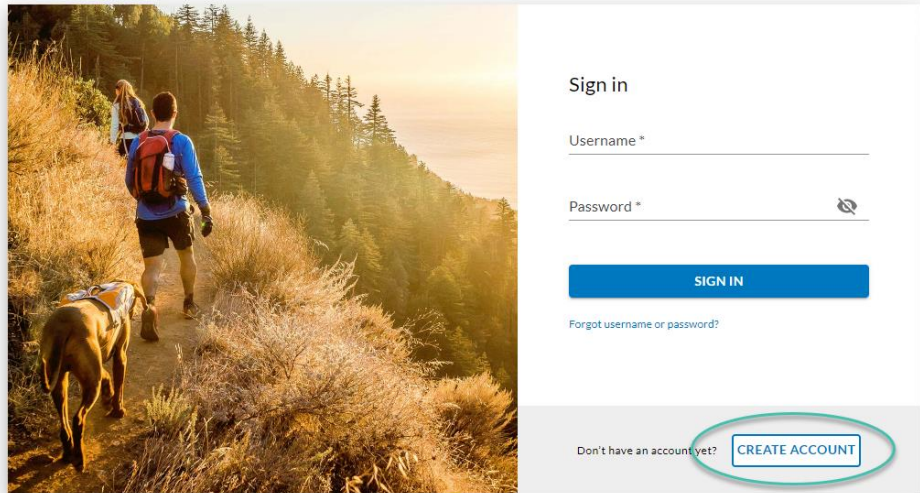 Sign in
Username *
Password *
SIGN IN
Forgot username or password?
Don't have an account yet? CREATE ACCOUNT